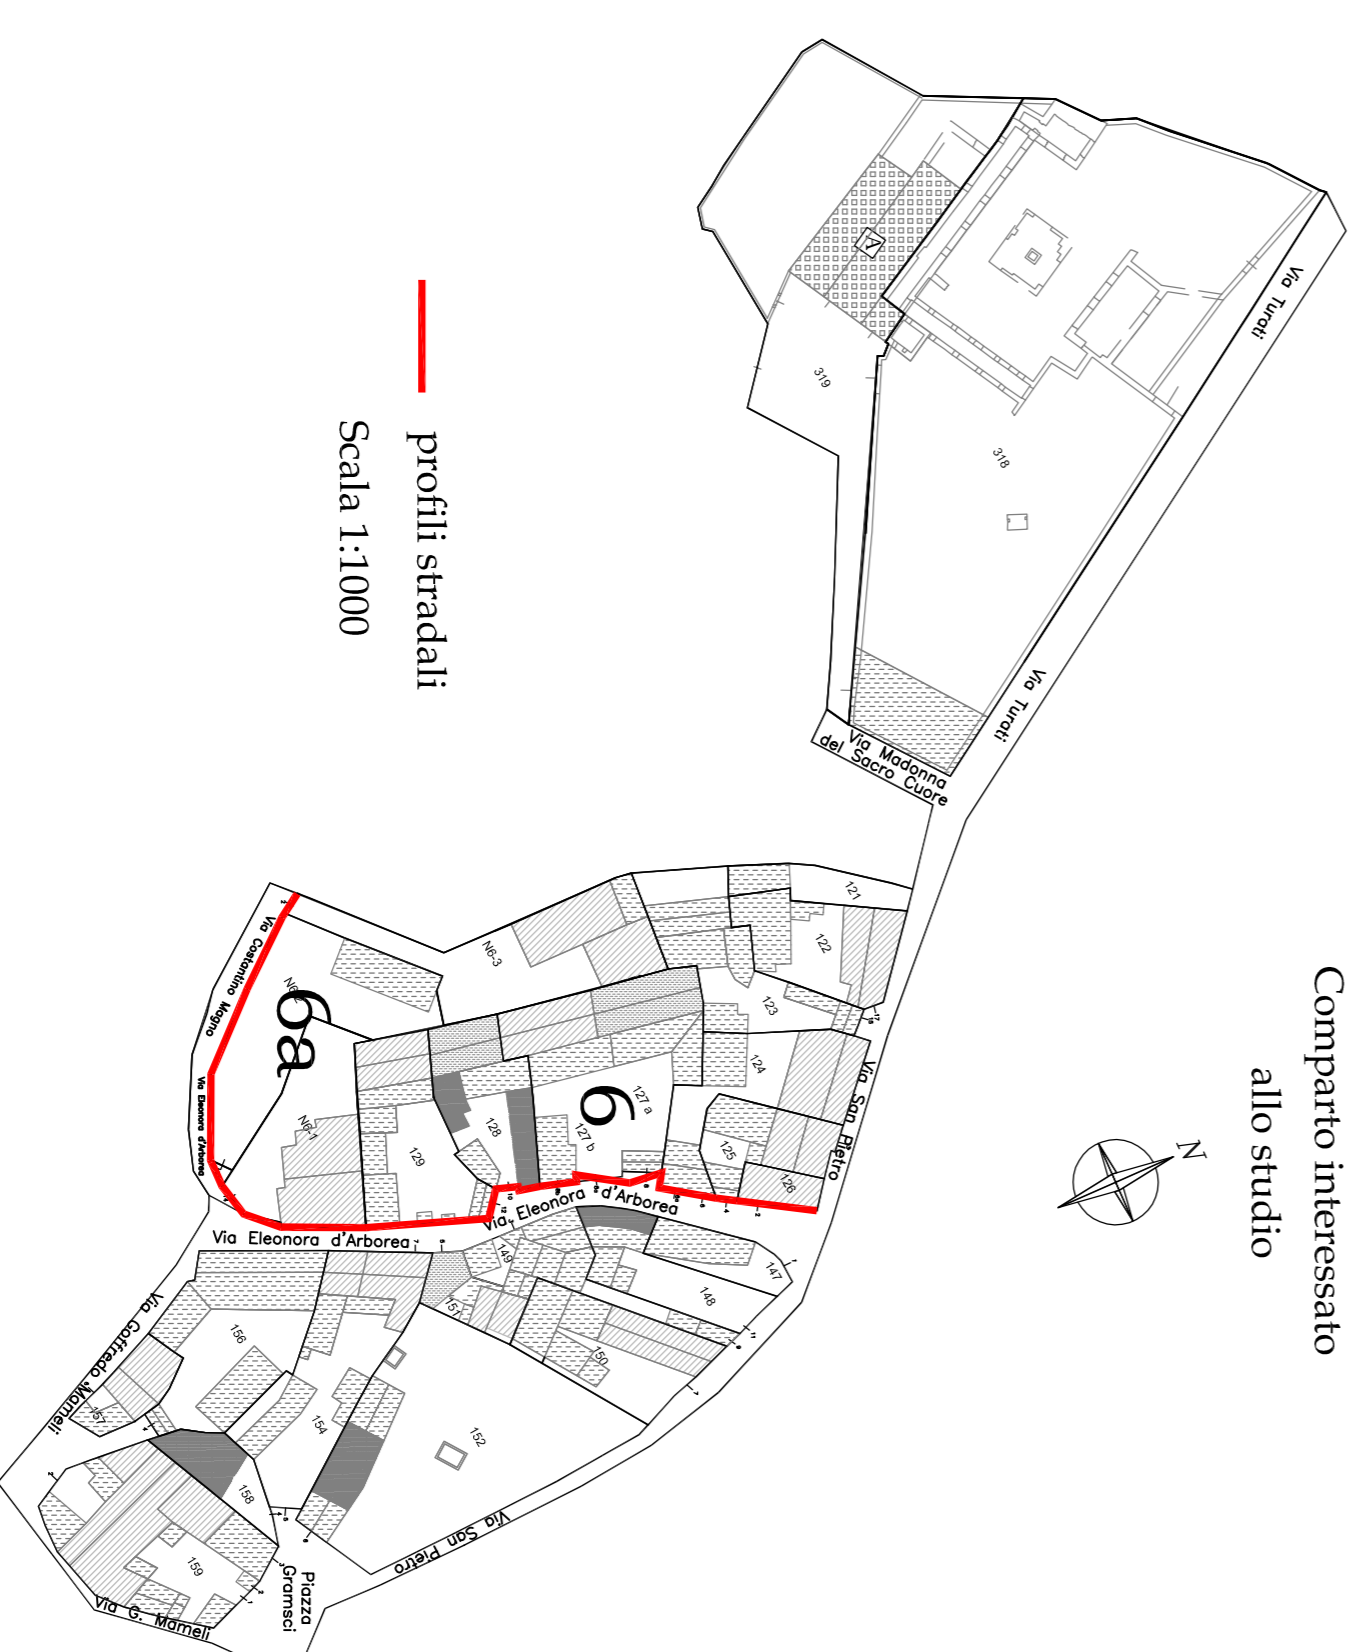 Comparto interessato
allo studio
N
profili stradali
Scala 1:1000
Via Turati
A
319
318
Via Turati
Via Madonna
del Sacro Cuore
121
122
123
124
125
126
127 a
127 b
128
129
N6-3
N6-2
N6-1
6a
6
Via Costantino Magno
Via Eleonora d'Arborea
Via San Pietro
Via Eleonora d'Arborea
Via Eleonora d'Arborea
147
148
149
150
151
152
154
156
157
158
159
Via Goffredo Mameli
Via San Pietro
Piazza
Gramsci
Via G. Mameli